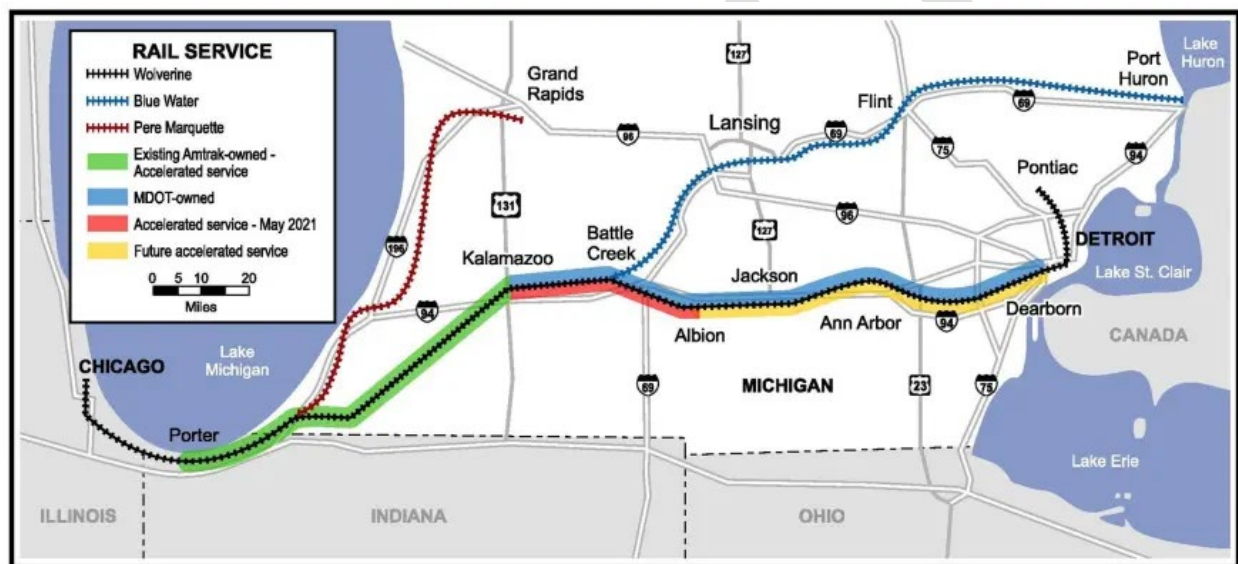 RAIL SERVICE
Wolverine
Blue Water
Pere Marquette
Existing Amtrak-owned -
Accelerated service
MDOT-owned
Accelerated service - May 2021
Future accelerated service
0 5 10 20
Miles
Grand
Rapids
127
Lake
Huron
Port
Huron
Flint
69
Lansing
69
96
75
94
Pontiac
131
96
Battle
Creek
127
196
DETROIT
Kalamazoo
Jackson
Lake St. Clair
94
Albion
Ann Arbor
94
Dearborn
CANADA
Lake
Michigan
CHICAGO
69
MICHIGAN
23
75
Porter
Lake Erie
ILLINOIS
INDIANA
OHIO